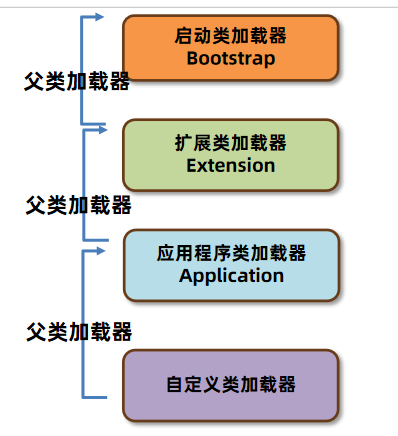 启动类加载器
Bootstrap
父类加载器
扩展类加载器
Extension
父类加载器
应用程序类加载器
Application
父类加载器
自定义类加载器